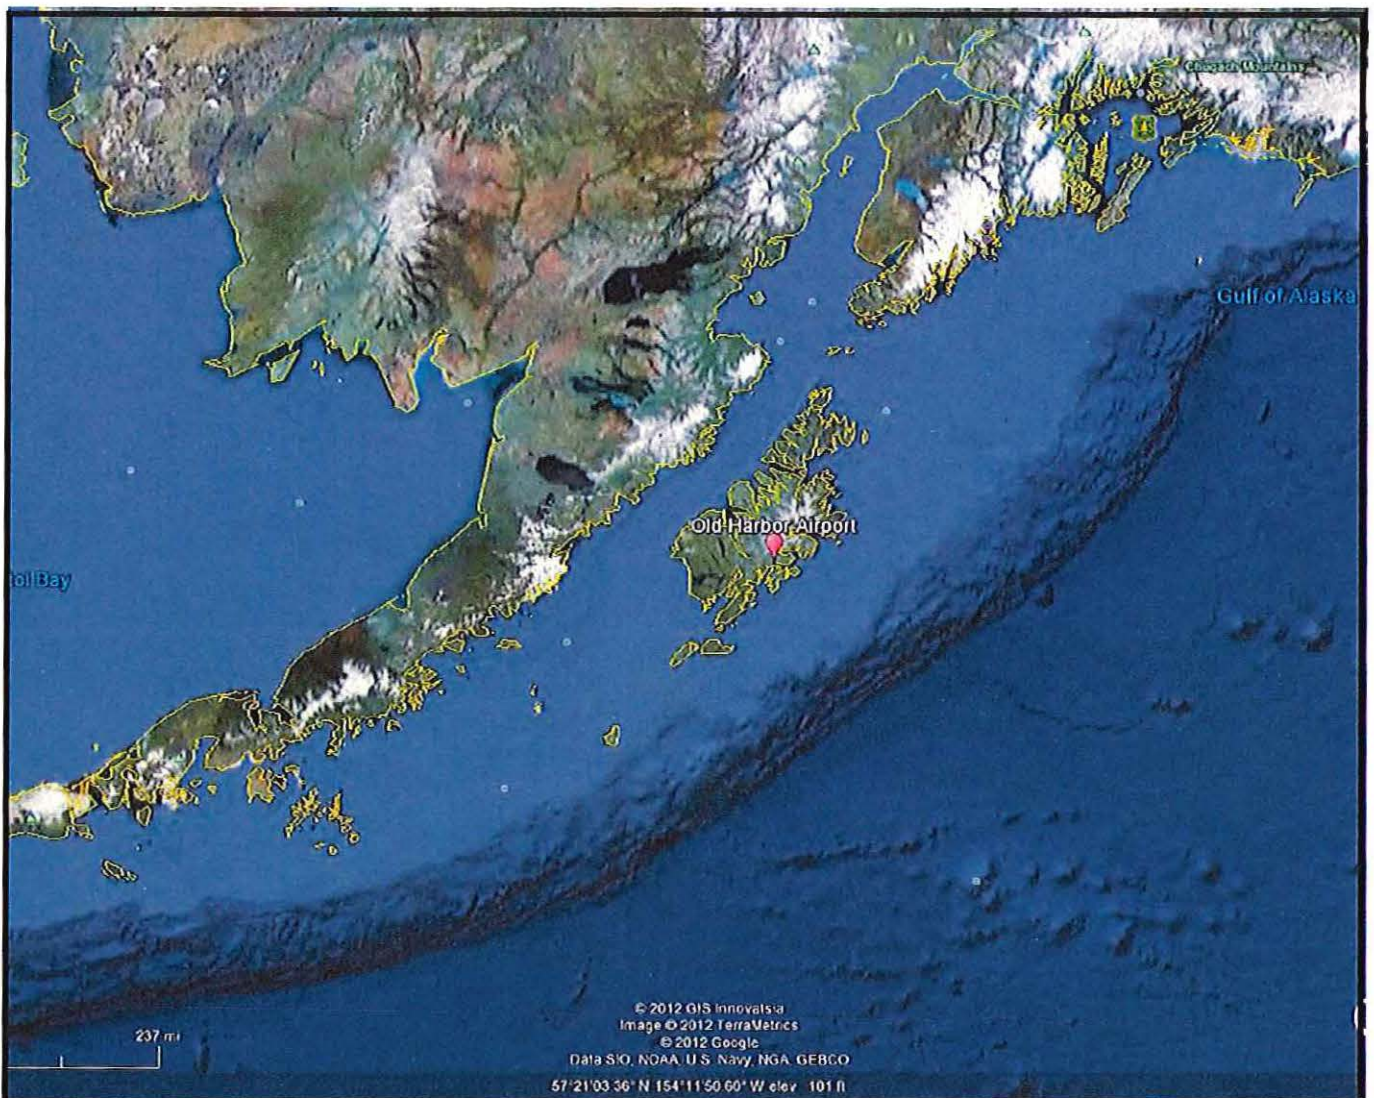 Chugach Mountains
Gulf of Alaska
Old Harbor Airport
tol Bay
237 mi
© 2012 GIS Innovatsia
Image © 2012 TerraMetrics
© 2012 Google
Data SIO, NOAA, U.S. Navy, NGA, GEBCO
57°21'03.36" N 154°11'50.60" W elev 101 ft